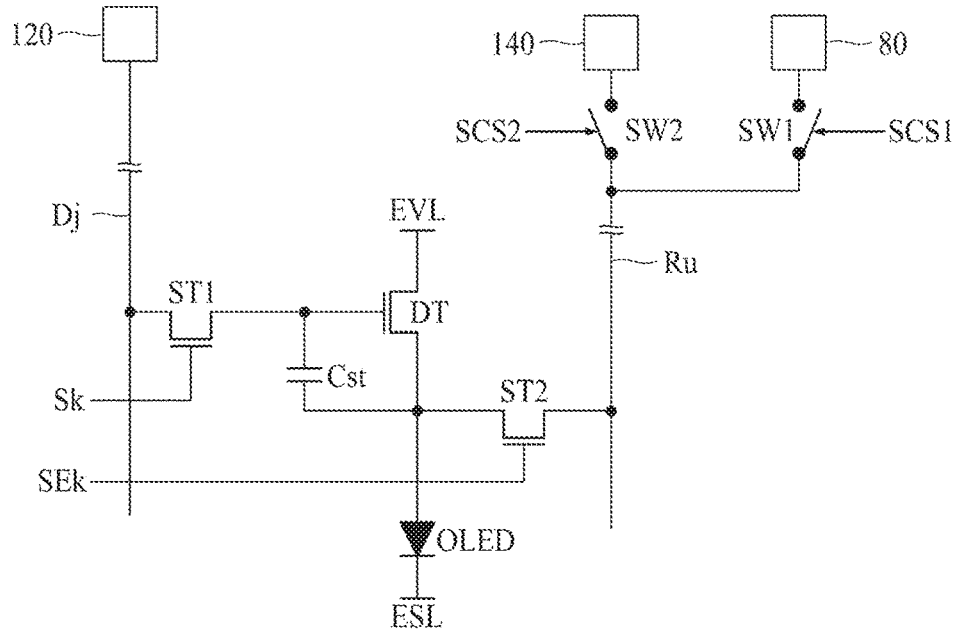 120
140
80
SCS2
SW2
SW1
SCS1
Dj
EVL
Ru
ST1
DT
Cst
ST2
Sk
SEk
OLED
ESL